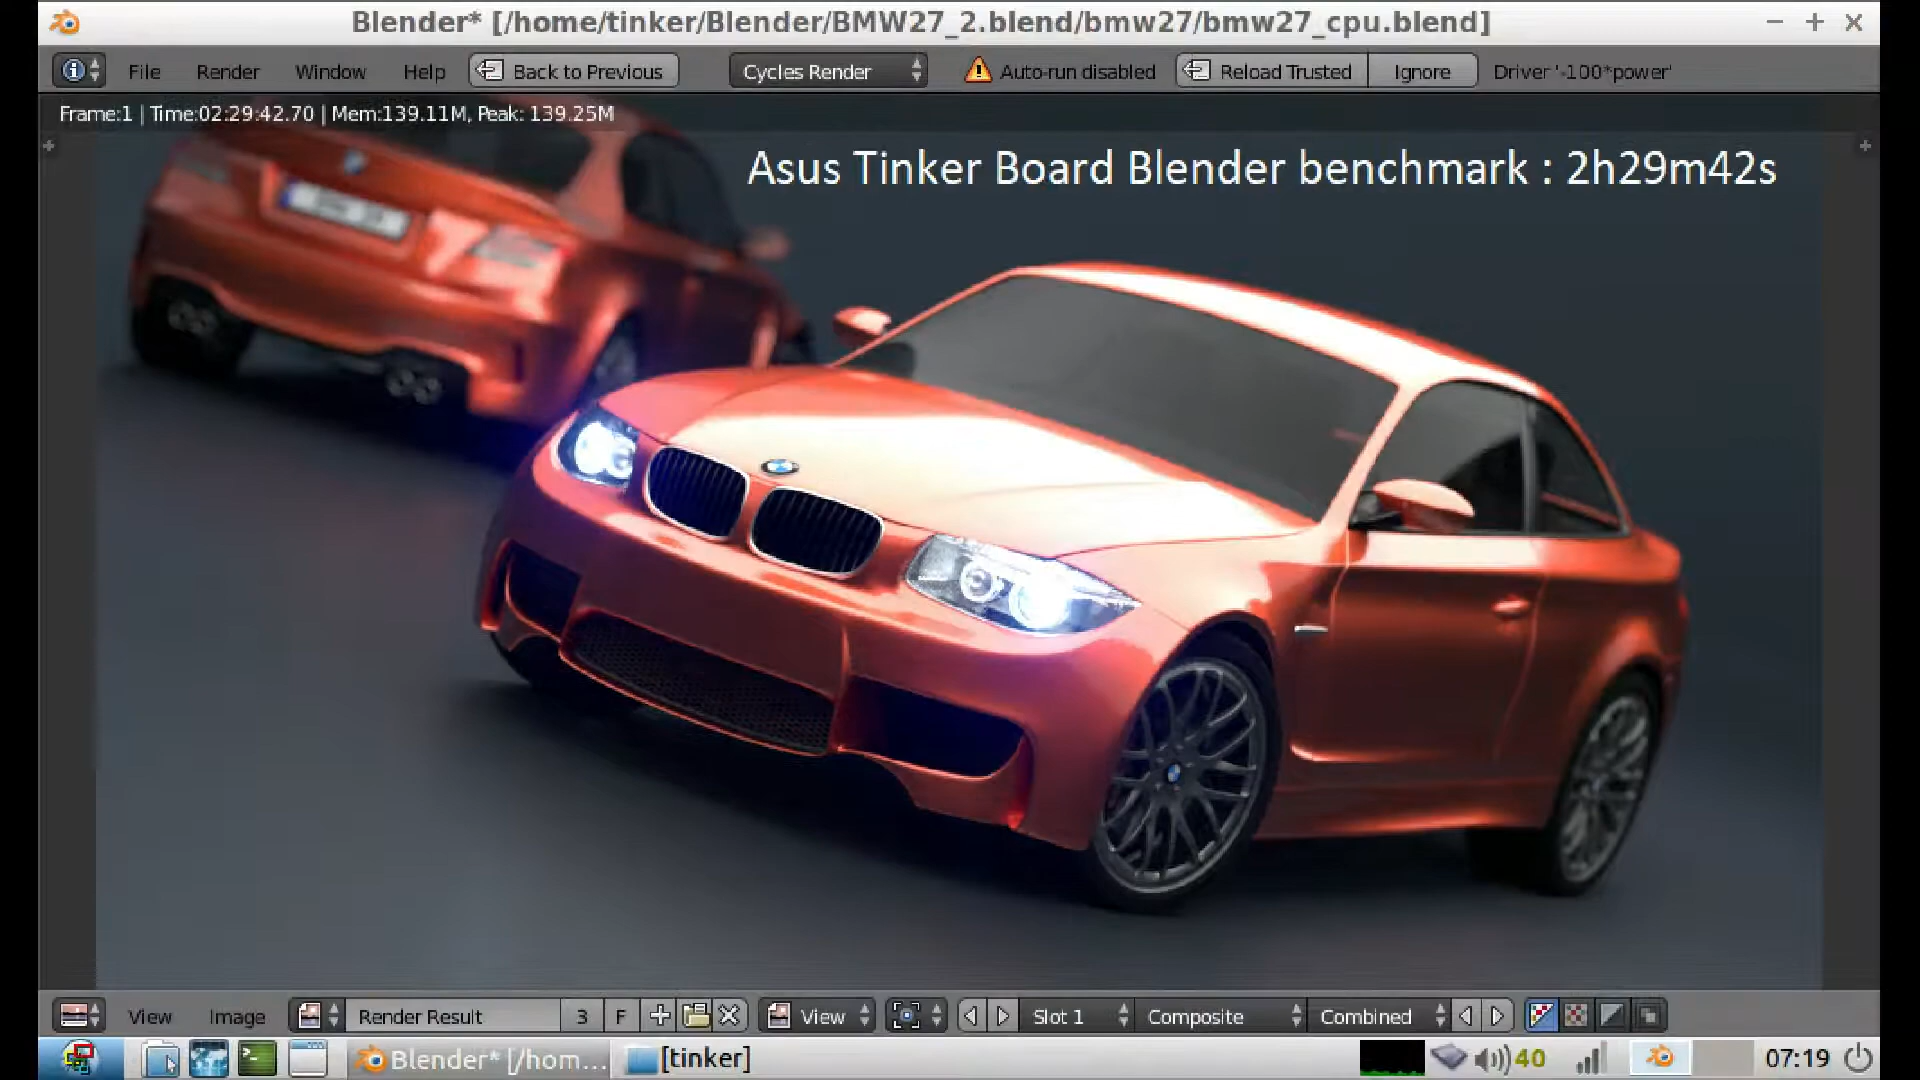 Blender* [/home/tinker/Blender/BMW27_2.blend/bmw27/bmw27_cpu.blend]
File Render Window Help Back to Previous Cycles Render Auto-run disabled Reload Trusted Ignore Driver '-100*power'
Frame:1 | Time:02:29:42.70 | Mem:139.11M, Peak: 139.25M
Asus Tinker Board Blender benchmark : 2h29m42s
View Image Render Result 3 F View Slot 1 Composite Combined
Blender* [/hom... [tinker] 40 07:19